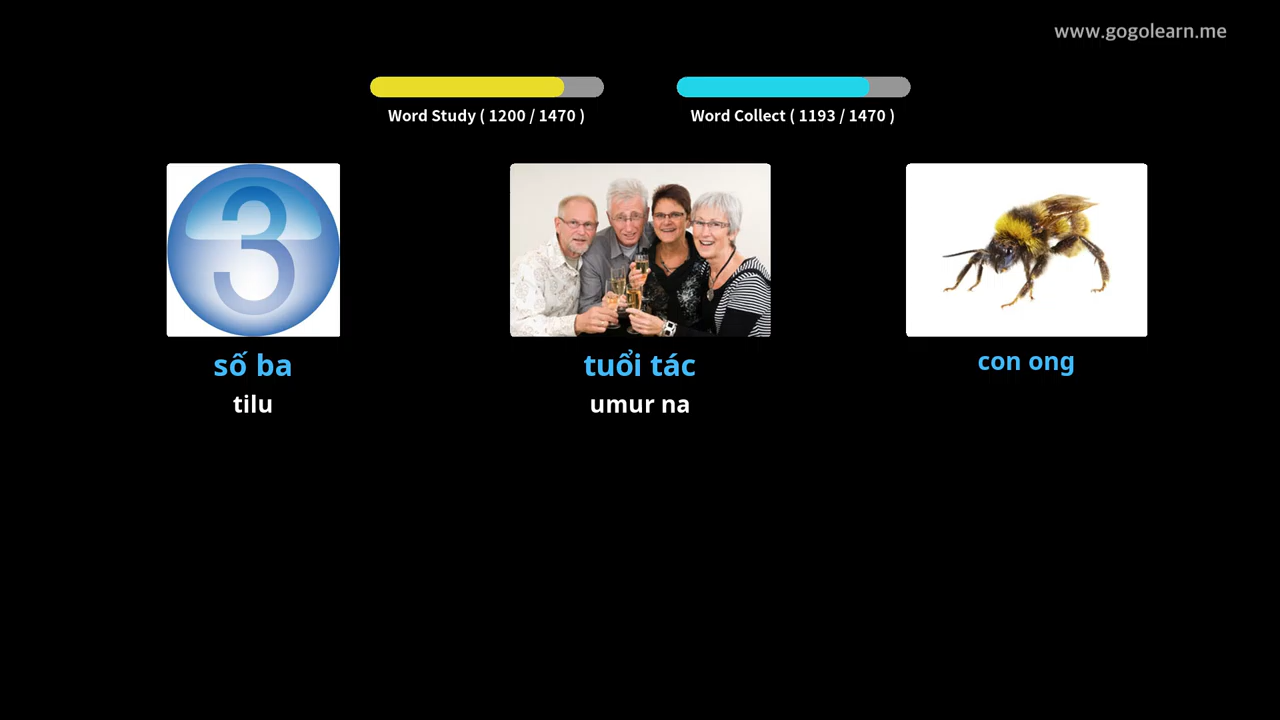 www.gogolearn.me
Word Study ( 1200 / 1470 )
Word Collect ( 1193 / 1470 )
3
số ba
tilu
tuổi tác
umur na
con ong